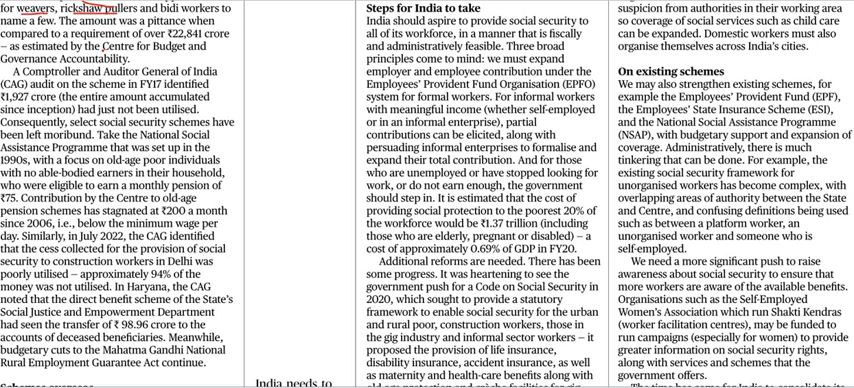 for weavers, rickshaw pullers and bidi workers to
name a few. The amount was a pittance when
compared to a requirement of over ₹22,841 crore
– as estimated by the Centre for Budget and
Governance Accountability.
A Comptroller and Auditor General of India
(CAG) audit on the scheme in FY17 identified
₹1,927 crore (the entire amount accumulated
since inception) had just not been utilised.
Consequently, select social security schemes have
been left moribund. Take the National Social
Assistance Programme that was set up in the
1990s, with a focus on old-age poor individuals
with no able-bodied earners in their household,
who were eligible to earn a monthly pension of
₹75. Contribution by the Centre to old-age
pension schemes has stagnated at ₹200 a month
since 2006, i.e., below the minimum wage per
day. Similarly, in July 2022, the CAG identified
that the cess collected for the provision of social
security to construction workers in Delhi was
poorly utilised – approximately 94% of the
money was not utilised. In Haryana, the CAG
noted that the direct benefit scheme of the State’s
Social Justice and Empowerment Department
had seen the transfer of ₹ 98.96 crore to the
accounts of deceased beneficiaries. Meanwhile,
budgetary cuts to the Mahatma Gandhi National
Rural Employment Guarantee Act continue.
India needs to
Steps for India to take
India should aspire to provide social security to
all of its workforce, in a manner that is fiscally
and administratively feasible. Three broad
principles come to mind: we must expand
employer and employee contribution under the
Employees’ Provident Fund Organisation (EPFO)
system for formal workers. For informal workers
with meaningful income (whether self-employed
or in an informal enterprise), partial
contributions can be elicited, along with
persuading informal enterprises to formalise and
expand their total contribution. And for those
who are unemployed or have stopped looking for
work, or do not earn enough, the government
should step in. It is estimated that the cost of
providing social protection to the poorest 20% of
the workforce would be ₹1.37 trillion (including
those who are elderly, pregnant or disabled) – a
cost of approximately 0.69% of GDP in FY20.
Additional reforms are needed. There has been
some progress. It was heartening to see the
government push for a Code on Social Security in
2020, which sought to provide a statutory
framework to enable social security for the urban
and rural poor, construction workers, those in
the gig industry and informal sector workers – it
proposed the provision of life insurance,
disability insurance, accident insurance, as well
as maternity and health-care benefits along with
suspicion from authorities in their working area
so coverage of social services such as child care
can be expanded. Domestic workers must also
organise themselves across India’s cities.
On existing schemes
We may also strengthen existing schemes, for
example the Employees’ Provident Fund (EPF),
the Employees’ State Insurance Scheme (ESI),
and the National Social Assistance Programme
(NSAP), with budgetary support and expansion of
coverage. Administratively, there is much
tinkering that can be done. For example, the
existing social security framework for
unorganised workers has become complex, with
overlapping areas of authority between the State
and Centre, and confusing definitions being used
such as between a platform worker, an
unorganised worker and someone who is
self-employed.
We need a more significant push to raise
awareness about social security to ensure that
more workers are aware of the available benefits.
Organisations such as the Self-Employed
Women’s Association which run Shakti Kendras
(worker facilitation centres), may be funded to
run campaigns (especially for women) to provide
greater information on social security rights,
along with services and schemes that the
government offers.